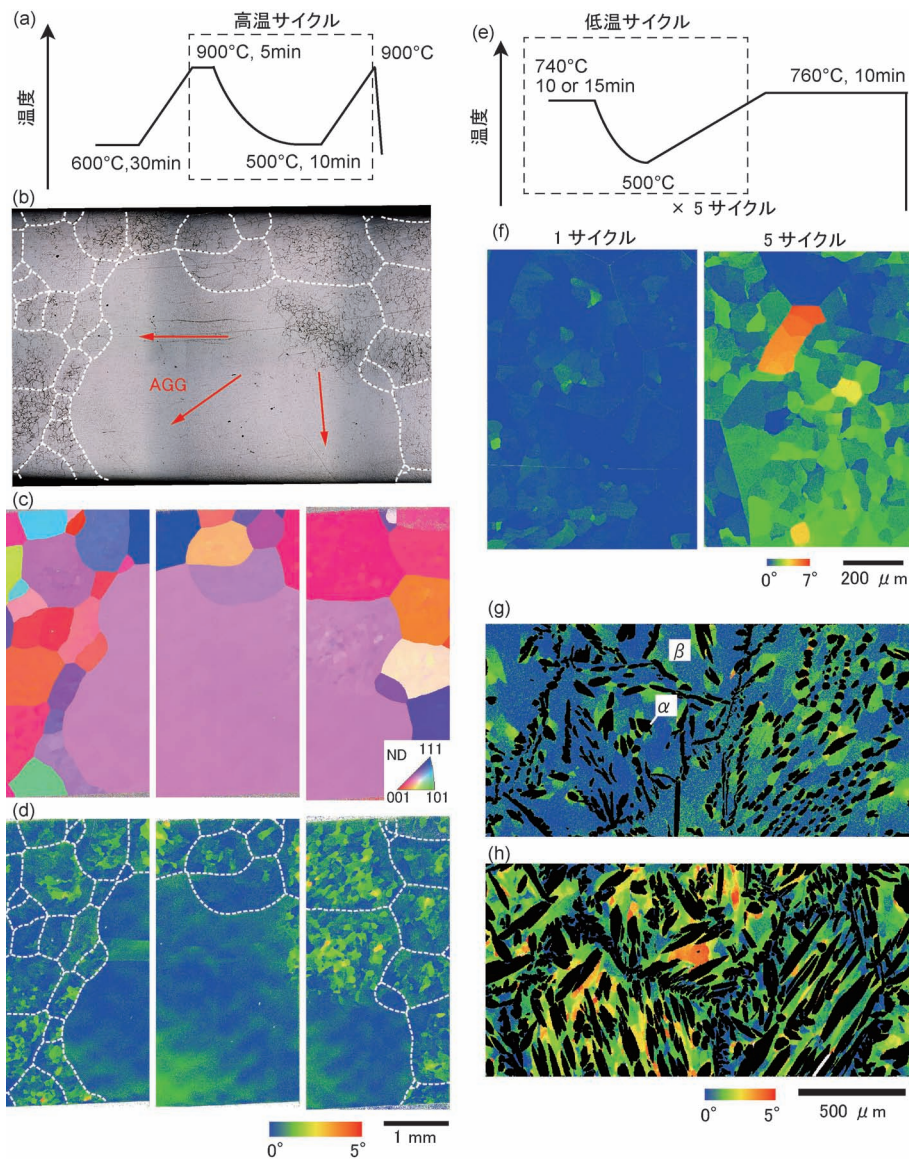 (a)
高温サイクル
900°C, 5min
900°C
温度
600°C,30min
500°C, 10min
(b)
AGG
(c)
ND 111
001 101
(d)
0° 5°
1 mm
(e)
低温サイクル
740°C
10 or 15min
760°C, 10min
温度
500°C
× 5 サイクル
(f)
1 サイクル
5 サイクル
0° 7°
200 μm
(g)
β
α
(h)
0° 5°
500 μm